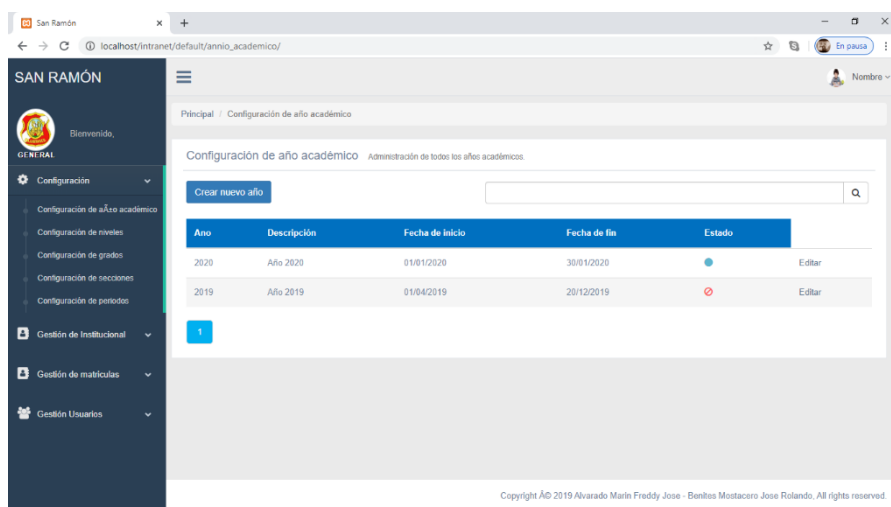 San Ramón
localhost/intranet/default/annio_academico/
En pausa
SAN RAMÓN
Nombre
GENERAL
Bienvenido,
Principal / Configuración de año académico
Configuración de año académico Administración de todos los años académicos.
Configuración
Configuración de aÃ±o académico
Configuración de niveles
Configuración de grados
Configuración de secciones
Configuración de periodos
Gestión de Institucional
Gestión de matrículas
Gestión Usuarios
Crear nuevo año
Ano Descripción Fecha de inicio Fecha de fin Estado
2020 Año 2020 01/01/2020 30/01/2020 Editar
2019 Año 2019 01/04/2019 20/12/2019 Editar
1
Copyright Â© 2019 Alvarado Marin Freddy Jose - Benites Mostacero Jose Rolando, All rights reserved.